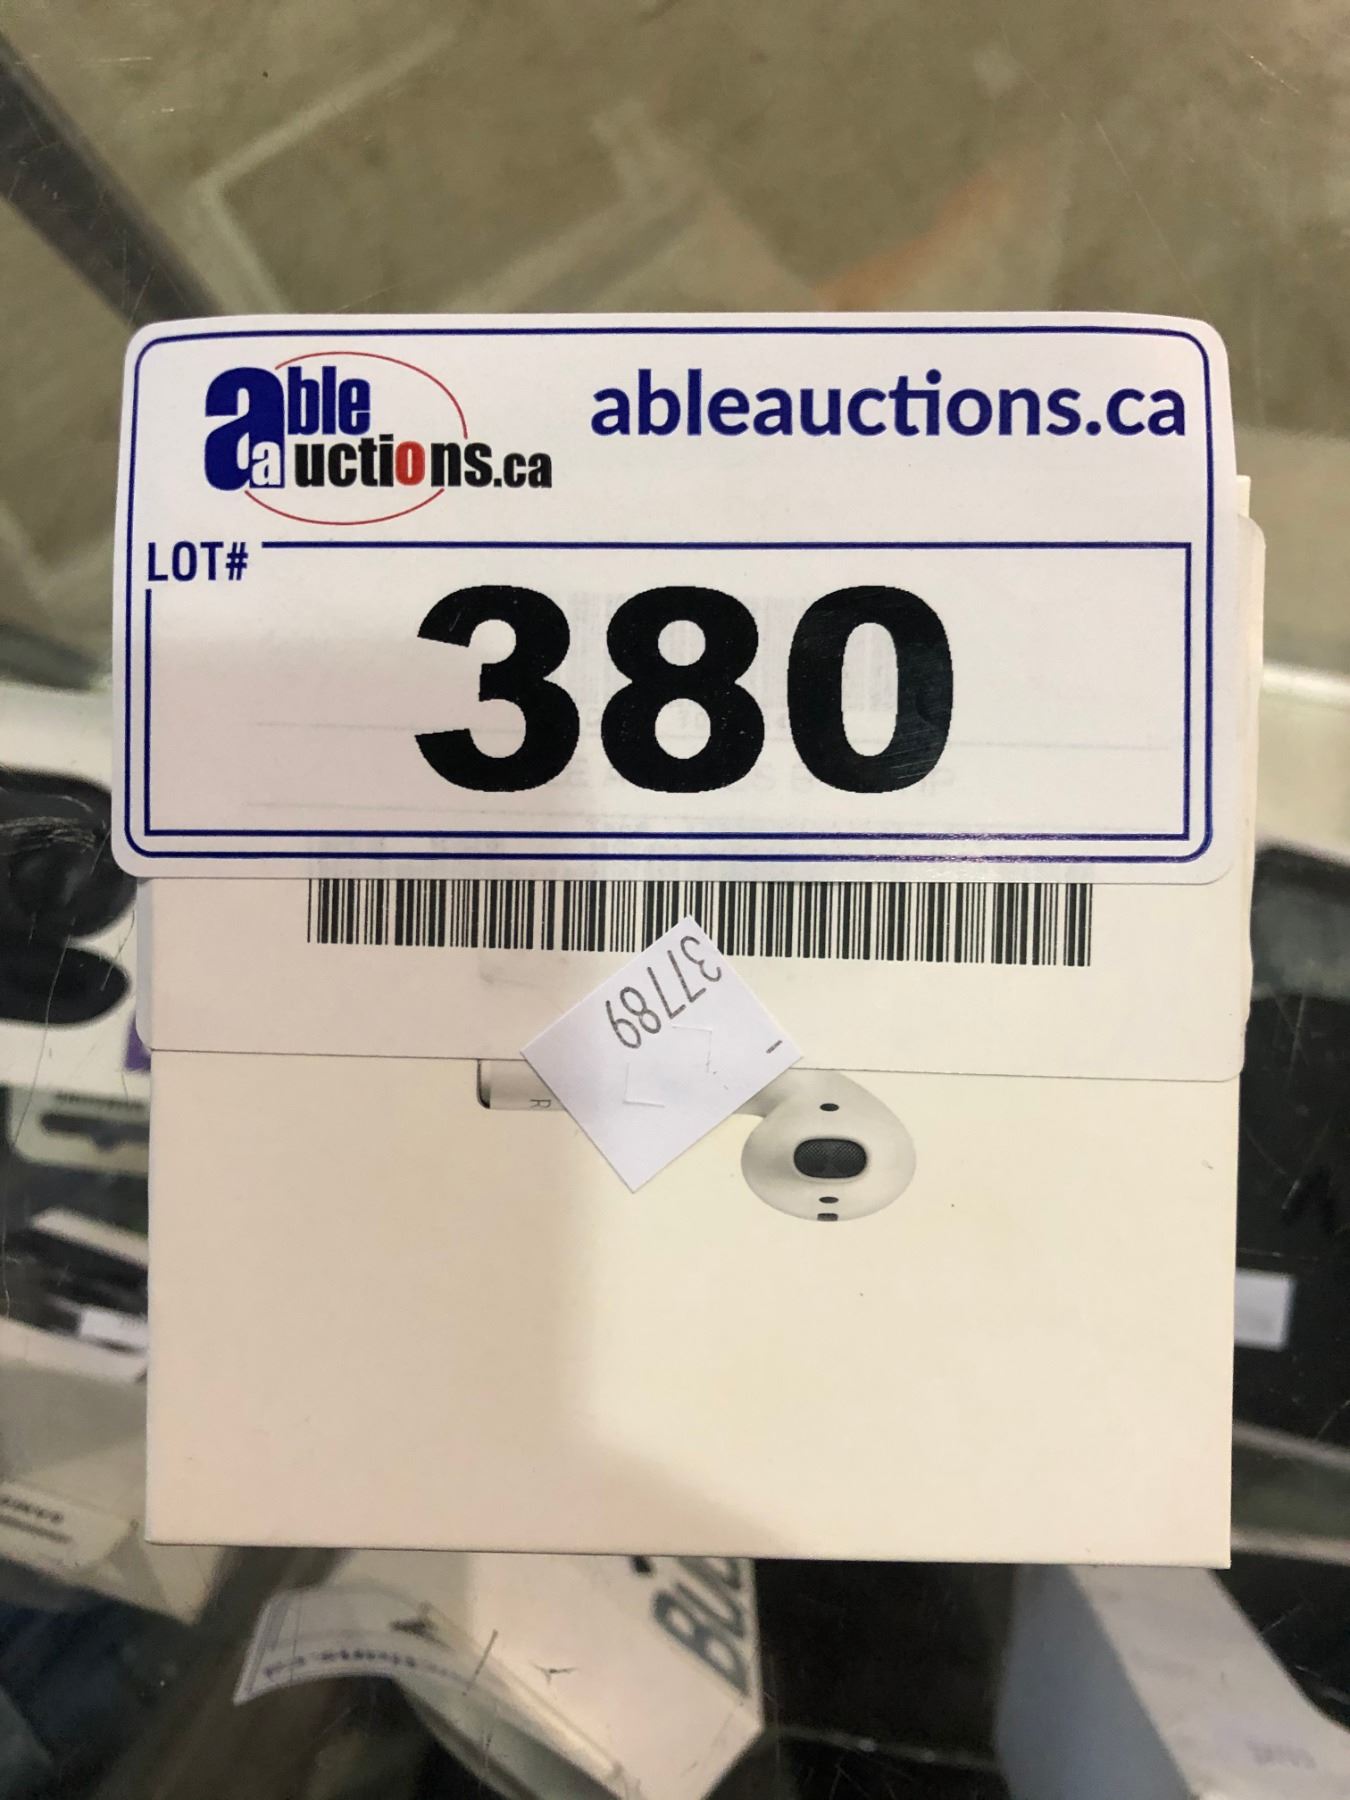 able
auctions.ca
ableauctions.ca
LOT#
380
37789
R